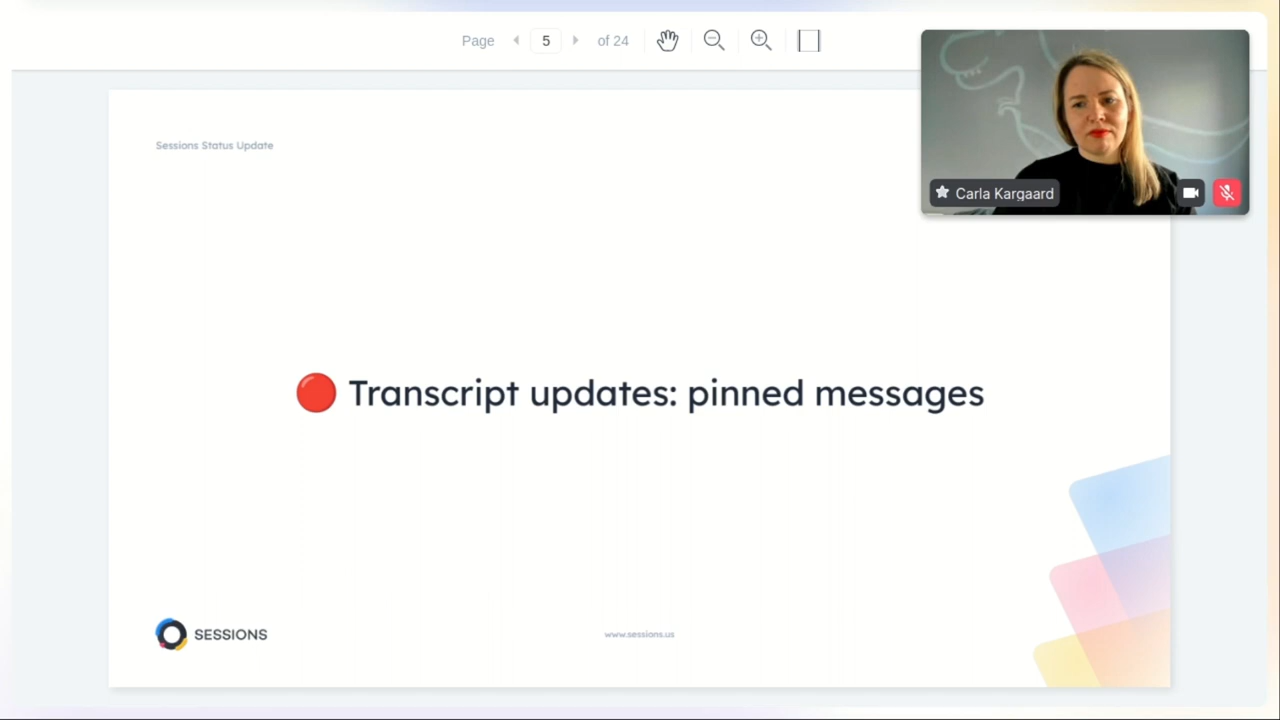 Page 5 of 24
Carla Kargaard
Sessions Status Update
Transcript updates: pinned messages
SESSIONS
www.sessions.us